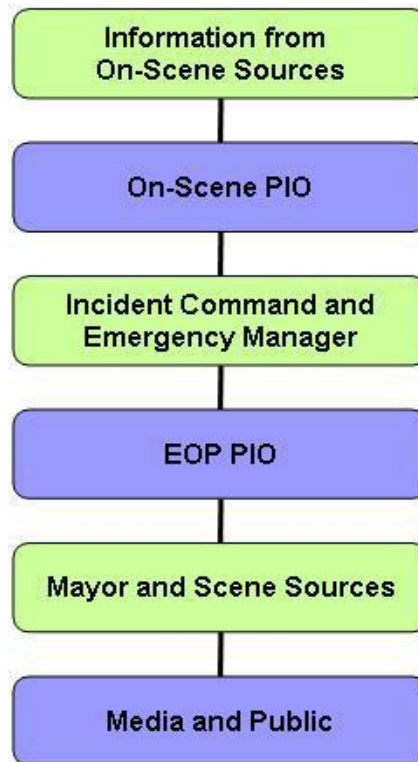 Information from
On-Scene Sources
On-Scene PIO
Incident Command and
Emergency Manager
EOP PIO
Mayor and Scene Sources
Media and Public